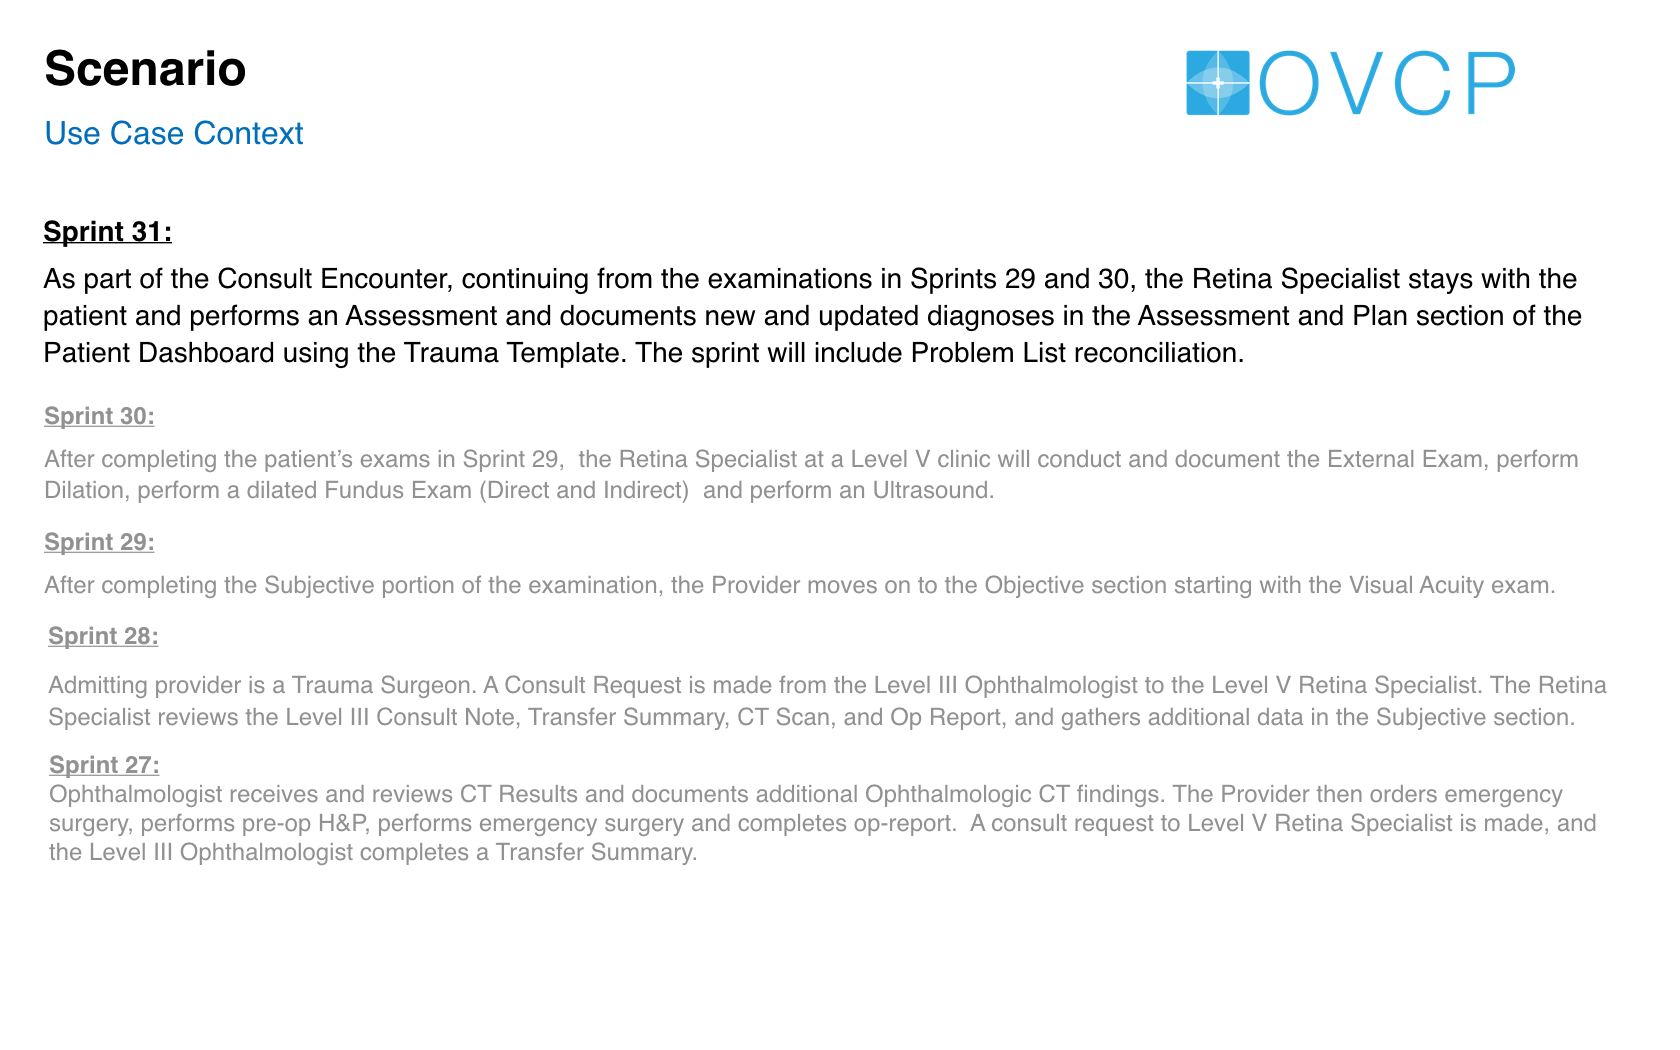 Scenario
OVCP
Use Case Context
Sprint 31:
As part of the Consult Encounter, continuing from the examinations in Sprints 29 and 30, the Retina Specialist stays with the
patient and performs an Assessment and documents new and updated diagnoses in the Assessment and Plan section of the
Patient Dashboard using the Trauma Template. The sprint will include Problem List reconciliation.
Sprint 30:
After completing the patient’s exams in Sprint 29,  the Retina Specialist at a Level V clinic will conduct and document the External Exam, perform
Dilation, perform a dilated Fundus Exam (Direct and Indirect)  and perform an Ultrasound.
Sprint 29:
After completing the Subjective portion of the examination, the Provider moves on to the Objective section starting with the Visual Acuity exam.
Sprint 28:
Admitting provider is a Trauma Surgeon. A Consult Request is made from the Level III Ophthalmologist to the Level V Retina Specialist. The Retina
Specialist reviews the Level III Consult Note, Transfer Summary, CT Scan, and Op Report, and gathers additional data in the Subjective section.
Sprint 27:
Ophthalmologist receives and reviews CT Results and documents additional Ophthalmologic CT findings. The Provider then orders emergency
surgery, performs pre-op H&P, performs emergency surgery and completes op-report.  A consult request to Level V Retina Specialist is made, and
the Level III Ophthalmologist completes a Transfer Summary.